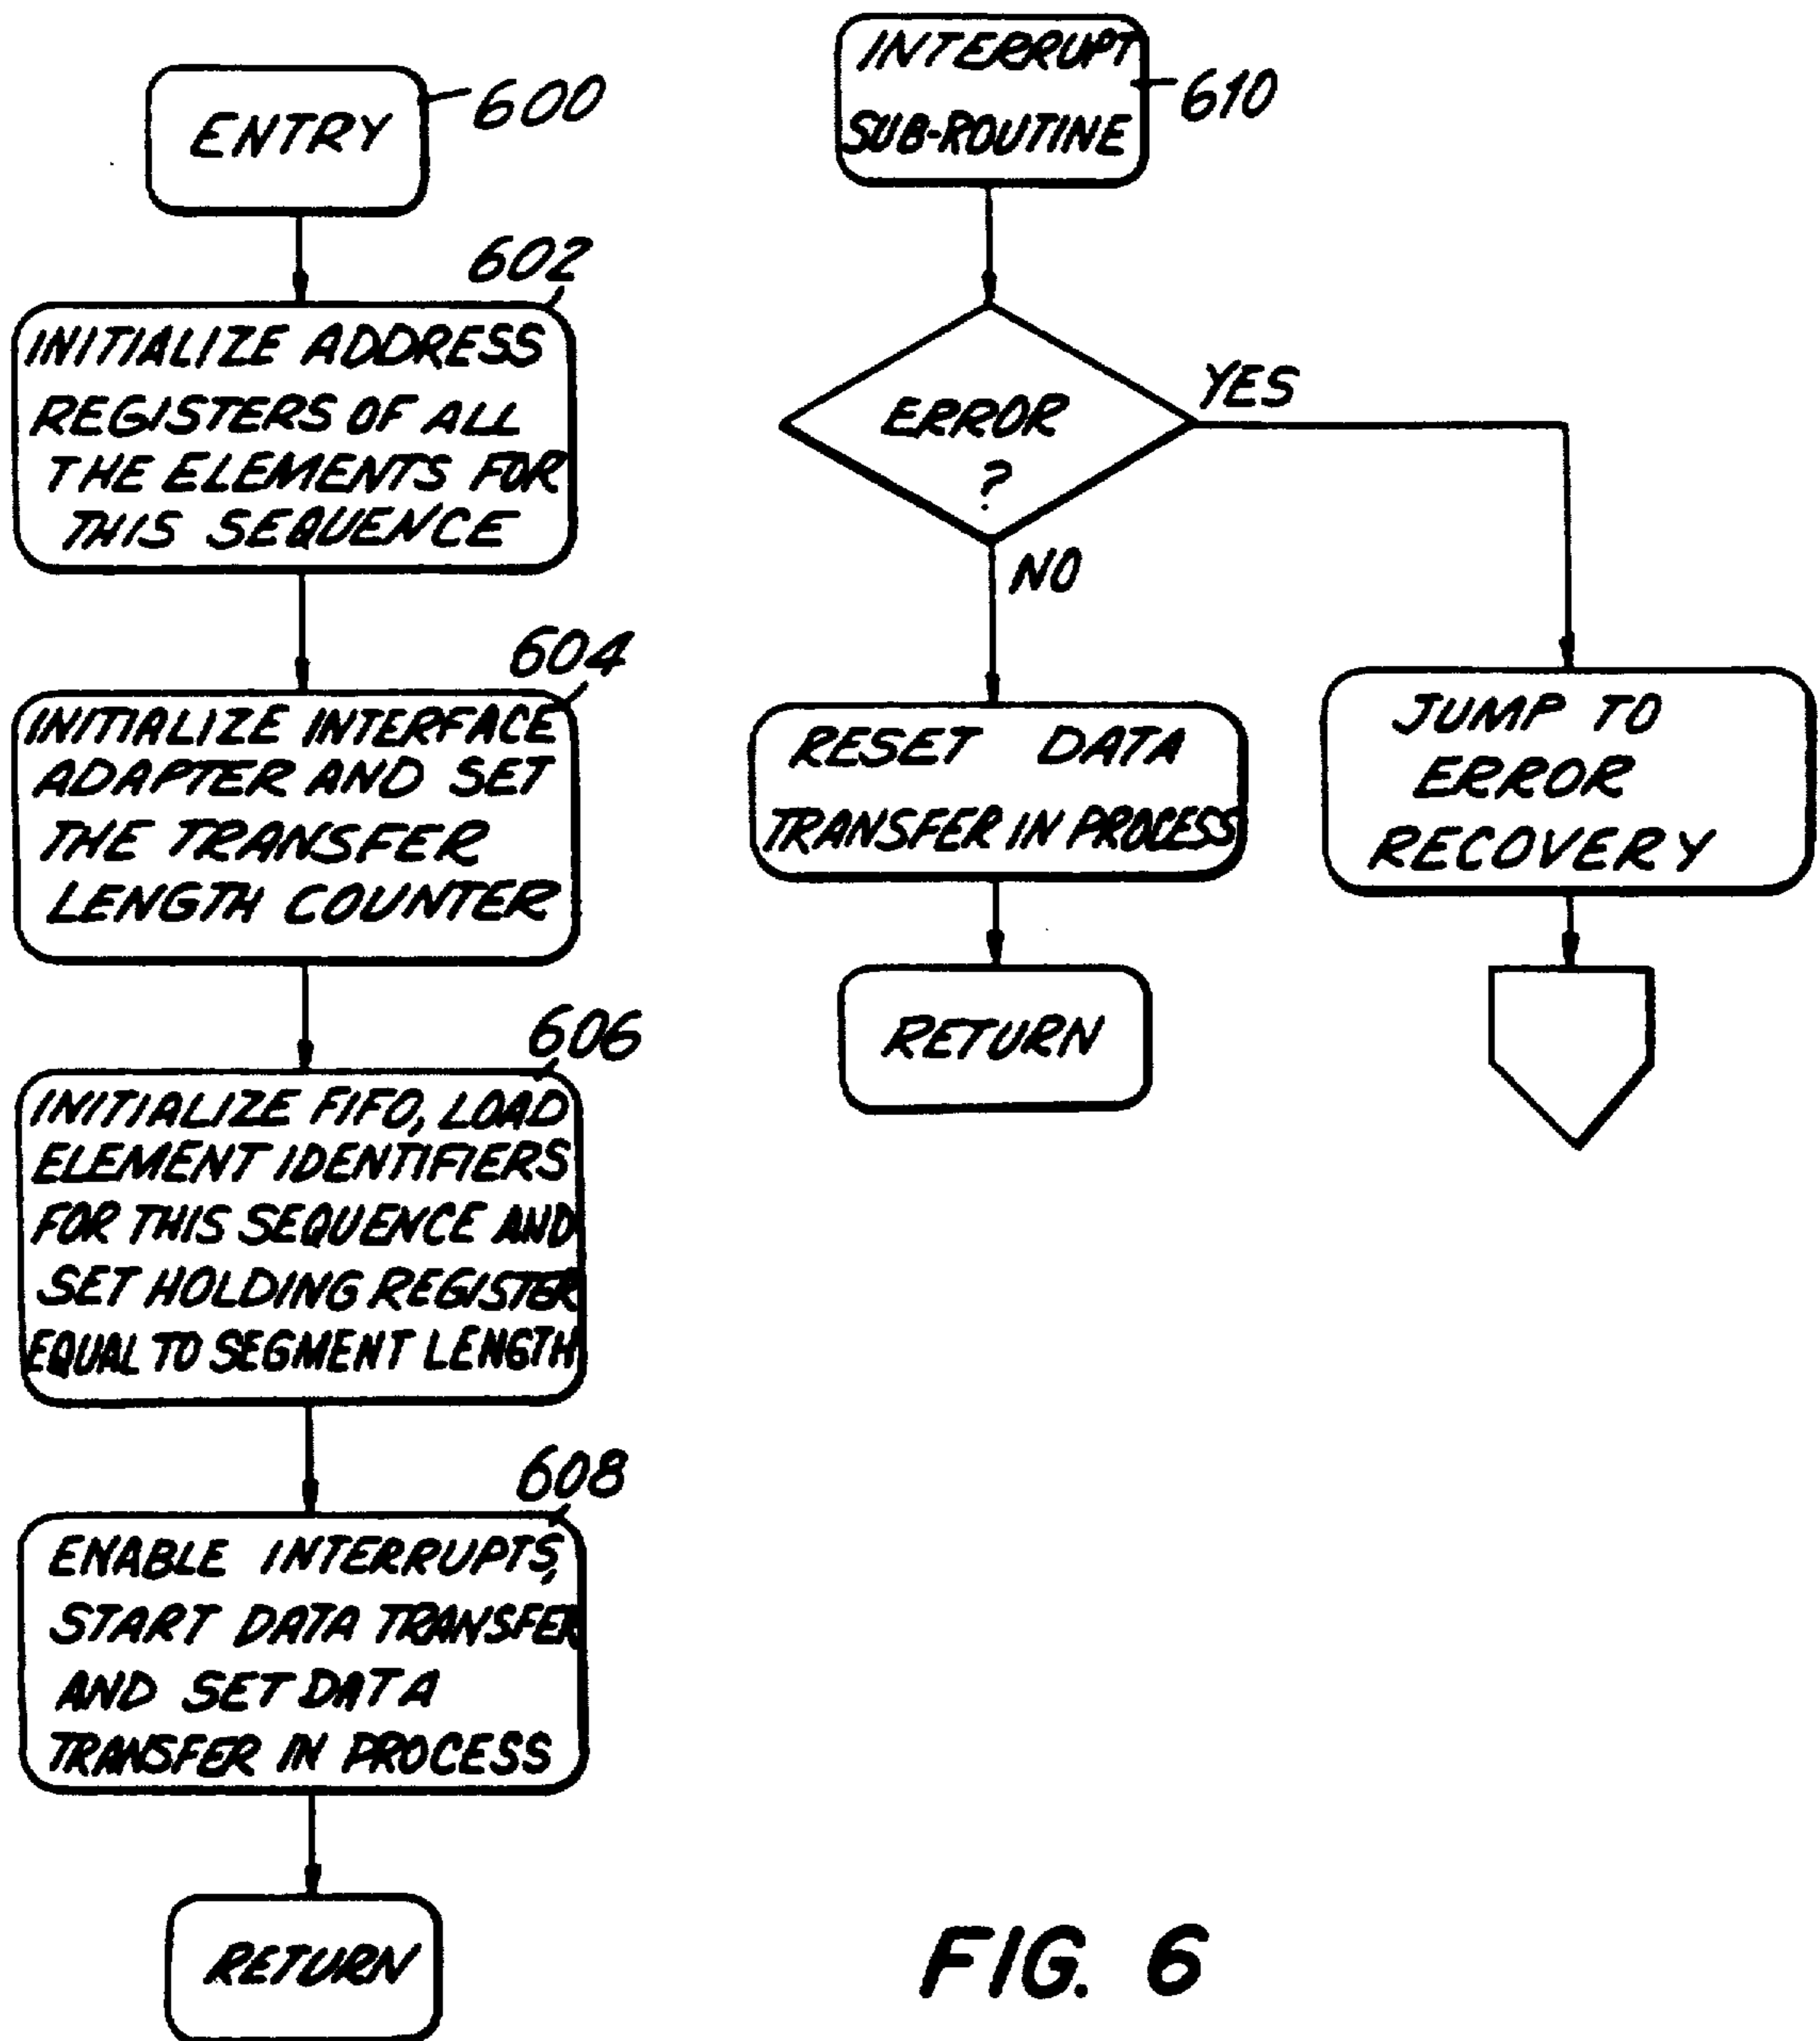 ENTRY
600
602
INITIALIZE ADDRESS
REGISTERS OF ALL
THE ELEMENTS FOR
THIS SEQUENCE
604
INITIALIZE INTERFACE
ADAPTER AND SET
THE TRANSFER
LENGTH COUNTER
606
INITIALIZE FIFO, LOAD
ELEMENT IDENTIFIERS
FOR THIS SEQUENCE AND
SET HOLDING REGISTER
EQUAL TO SEGMENT LENGTH
608
ENABLE INTERRUPTS,
START DATA TRANSFER
AND SET DATA
TRANSFER IN PROCESS
RETURN
INTERRUPT
SUB-ROUTINE
610
ERROR
?
YES
NO
RESET DATA
TRANSFER IN PROCESS
RETURN
JUMP TO
ERROR
RECOVERY
FIG. 6